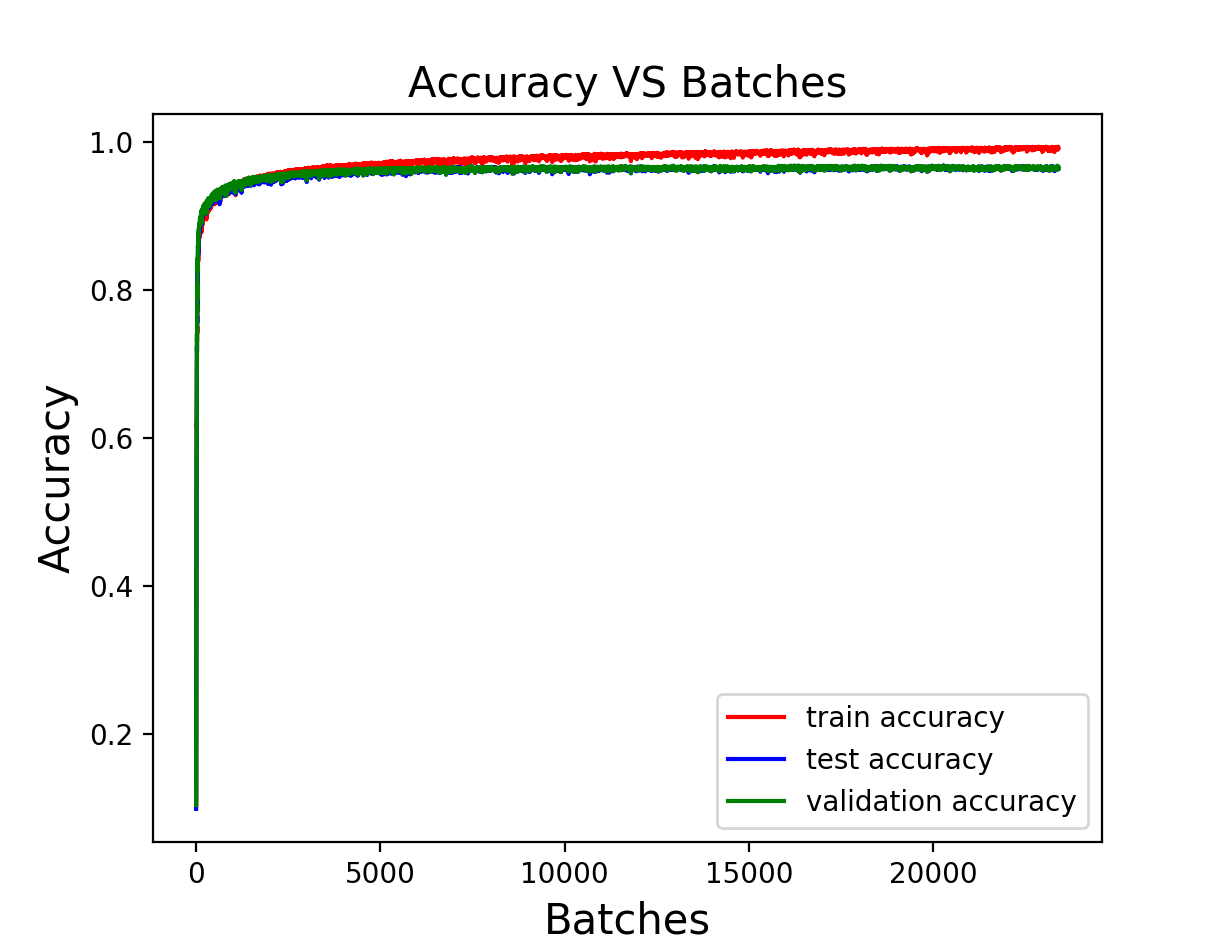 Accuracy VS Batches
1.0
0.8
0.6
0.4
0.2
Accuracy
0 5000 10000 15000 20000
Batches
train accuracy
test accuracy
validation accuracy